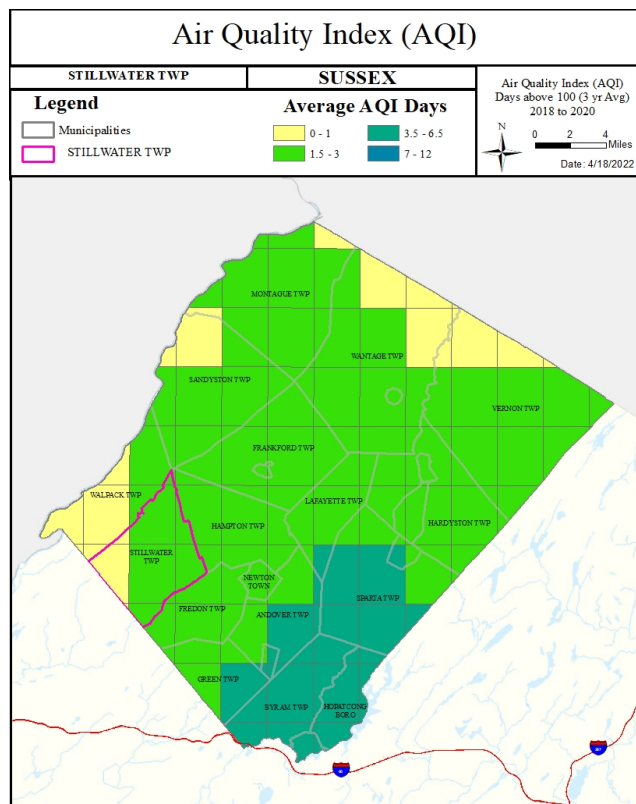 Air Quality Index (AQI)
STILLWATER TWP
SUSSEX
Legend
Municipalities
STILLWATER TWP
Average AQI Days
0 - 1
1.5 - 3
3.5 - 6.5
7 - 12
Air Quality Index (AQI)
Days above 100 (3 yr Avg)
2018 to 2020
N
0 2 4
Miles
Date: 4/18/2022
MONTAGUE TWP
WANTAGE TWP
SANDYSTON TWP
VERNON TWP
FRANKFORD TWP
WALPACK TWP
LAFAYETTE TWP
HAMPTON TWP
HARDYSTON TWP
STILLWATER
TWP
NEWTON
TOWN
SPARTA TWP
FREDON TWP
ANDOVER TWP
GREEN TWP
BYRAM TWP
HOPATCONG
BORO